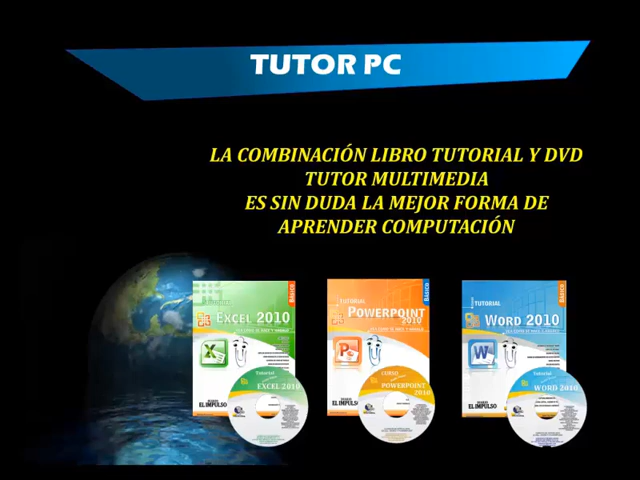 TUTOR PC
LA COMBINACIÓN LIBRO TUTORIAL Y DVD
TUTOR MULTIMEDIA
ES SIN DUDA LA MEJOR FORMA DE
APRENDER COMPUTACIÓN
BÁSICO
EXCEL 2010
EL IMPULSO
Tutorial
EXCEL 2010
BÁSICO
TUTORIAL
POWERPOINT
2010
EL IMPULSO
CURSO
POWERPOINT
2010
BÁSICO
TUTORIAL
WORD 2010
EL IMPULSO
Tutorial
WORD 2010